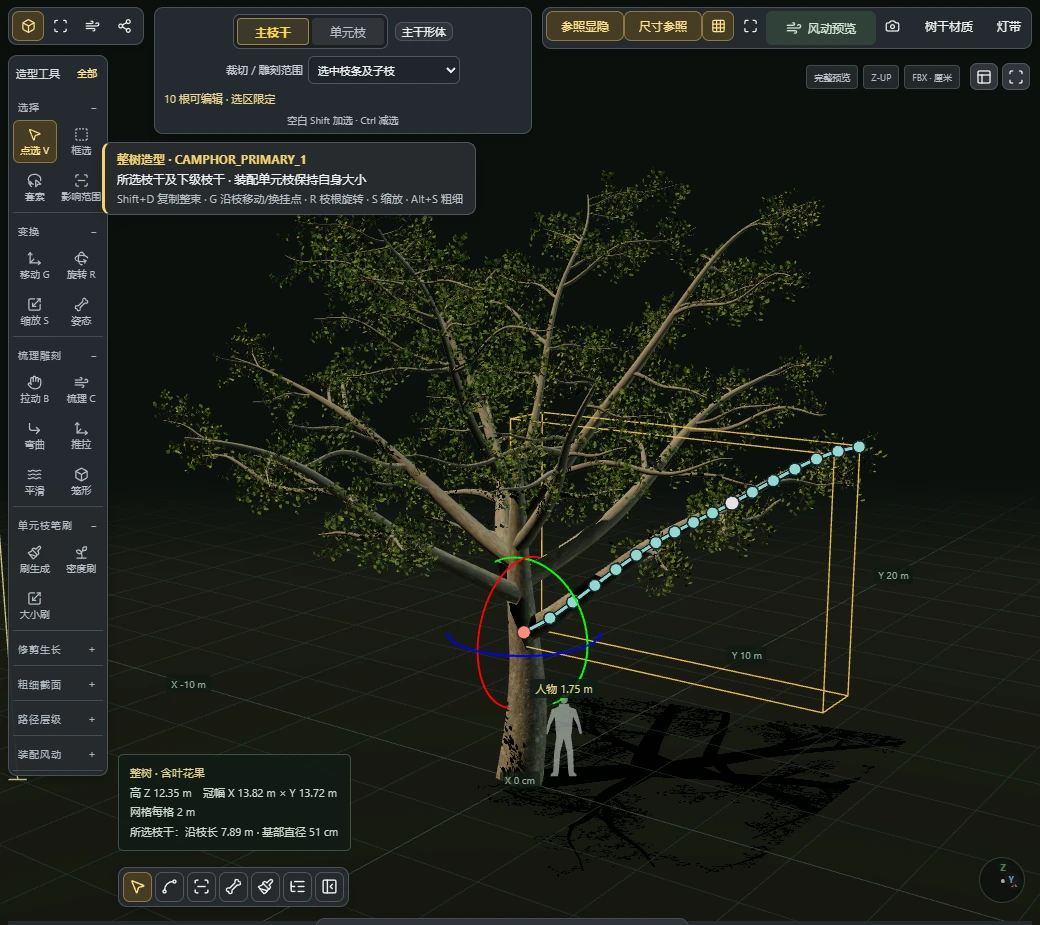 主枝干 单元枝 主干形体
裁切 / 雕刻范围 选中枝条及子枝
10 根可编辑 · 选区限定
空白 Shift 加选 · Ctrl 减选
参照显隐 尺寸参照 风动预览 树干材质 灯带
完整预览 Z-UP FBX · 厘米
造型工具 全部
选择 −
点选 V 框选
套索 影响范围
变换 −
移动 G 旋转 R
缩放 S 姿态
梳理雕刻 −
拉动 B 梳理 C
弯曲 推拉
平滑 笼形
单元枝笔刷 −
刷生成 密度刷
大小刷
修剪生长 +
粗细截面 +
路径层级 +
装配风动 +
整树造型 · CAMPHOR_PRIMARY_1
所选枝干及下级枝干 · 装配单元枝保持自身大小
Shift+D 复制整束 · G 沿枝移动/换挂点 · R 枝根旋转 · S 缩放 · Alt+S 粗细
Y 20 m
Y 10 m
X -10 m
人物 1.75 m
X 0 cm
整树 · 含叶花果
高 Z 12.35 m 冠幅 X 13.82 m × Y 13.72 m
网格每格 2 m
所选枝干: 沿枝长 7.89 m · 基部直径 51 cm
Z
Y